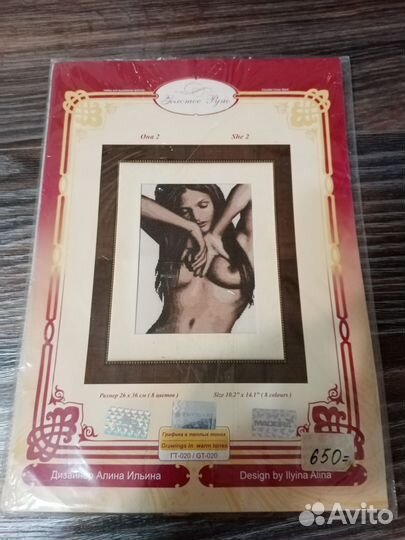 Золотое Руно
Она 2
She 2
Размер 26 x 36 см ( 8 цветов )
Size 10.2" x 14.1" ( 8 colours )
MADEIRA
Графика в теплых тонах
Drawings in warm tones
ГТ-020 / GT-020
650=
Дизайнер Алина Ильина
Design by Ilyina Alina
Avito